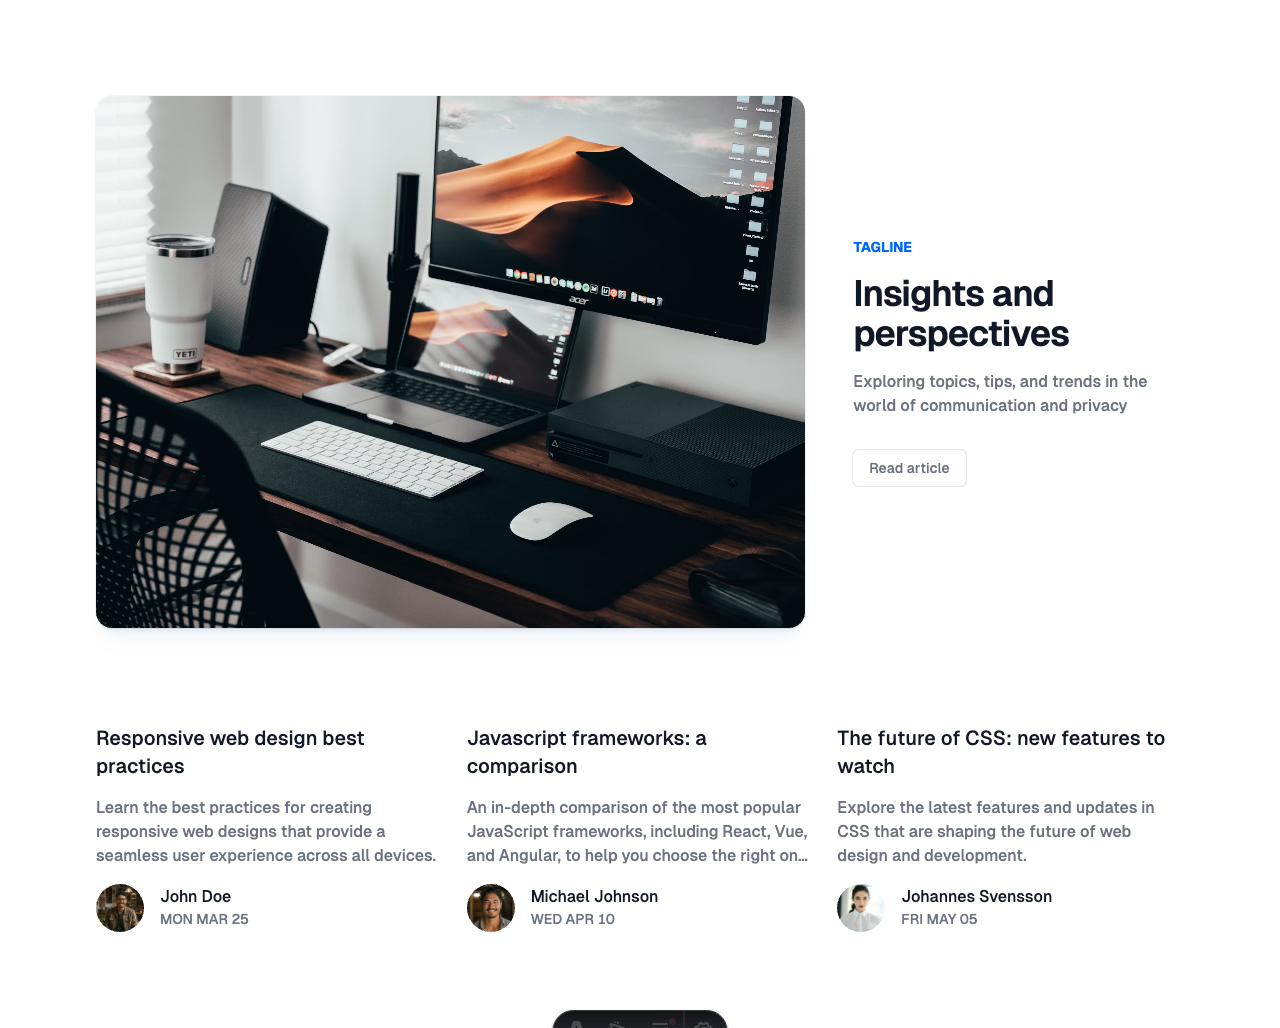 acer
YETI
TAGLINE
Insights and
perspectives
Exploring topics, tips, and trends in the
world of communication and privacy
Read article
Responsive web design best
practices
Learn the best practices for creating
responsive web designs that provide a
seamless user experience across all devices.
John Doe
MON MAR 25
Javascript frameworks: a
comparison
An in-depth comparison of the most popular
JavaScript frameworks, including React, Vue,
and Angular, to help you choose the right on...
Michael Johnson
WED APR 10
The future of CSS: new features to
watch
Explore the latest features and updates in
CSS that are shaping the future of web
design and development.
Johannes Svensson
FRI MAY 05